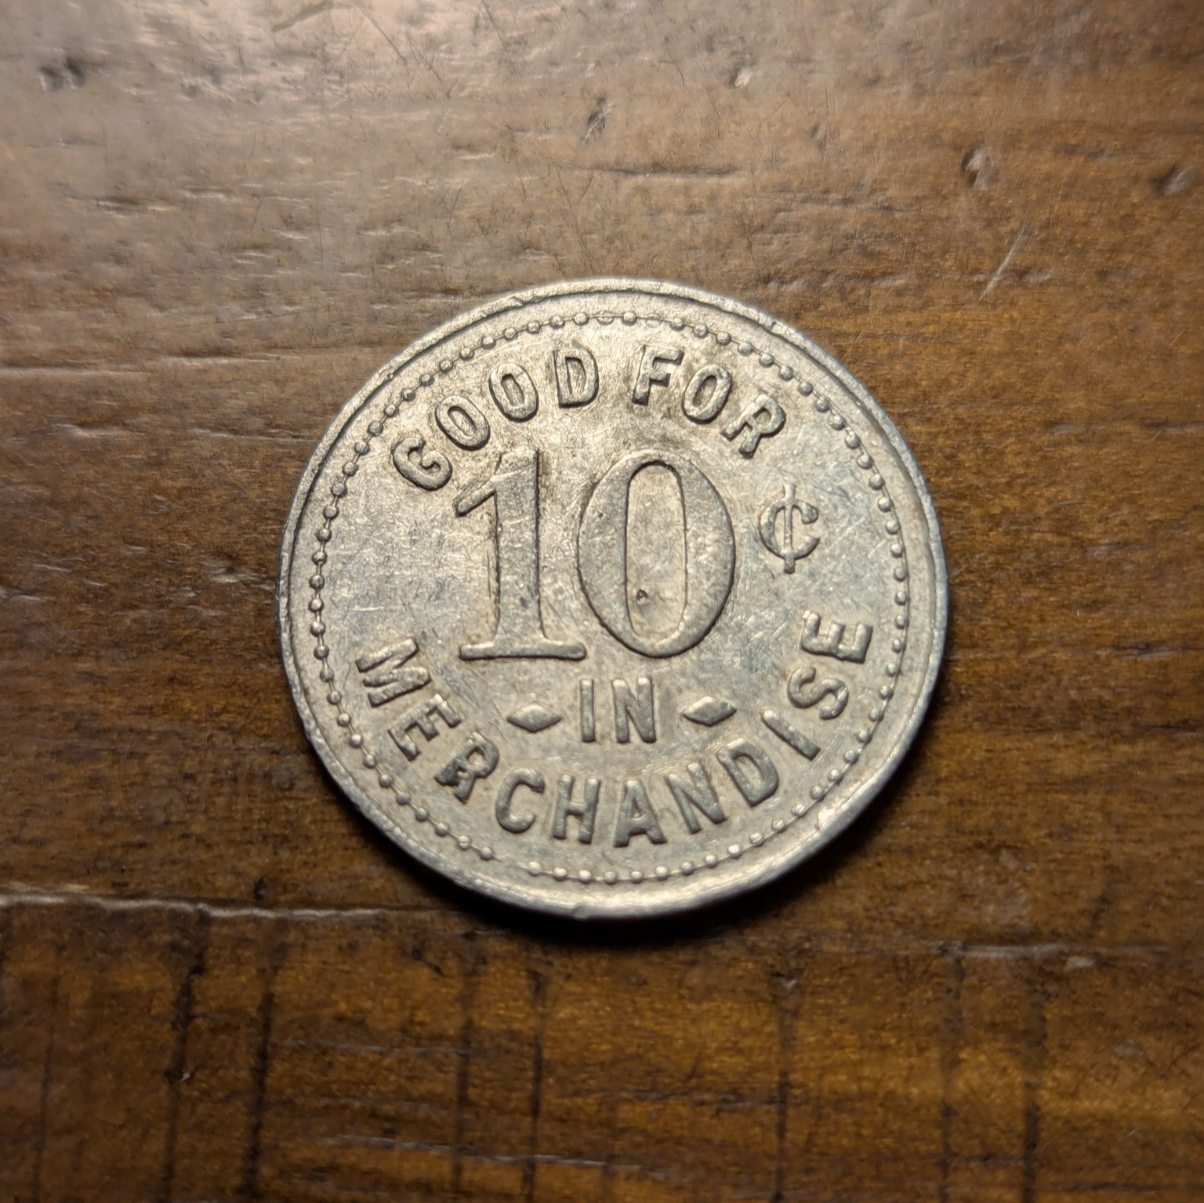 GOOD FOR
10 ¢
IN
MERCHANDISE